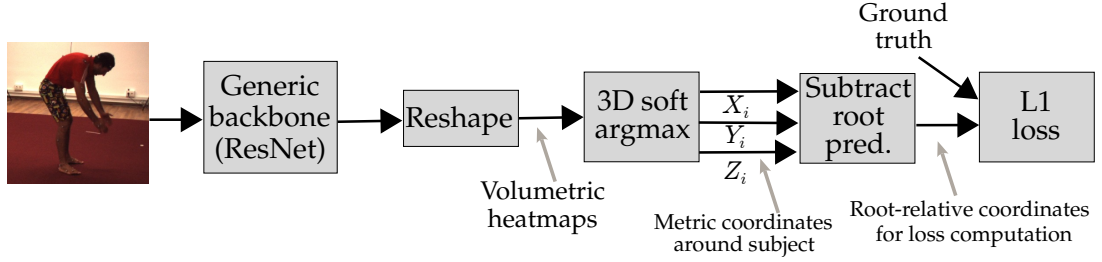 Generic
backbone
(ResNet)
Reshape
Volumetric
heatmaps
3D soft
argmax
X_i
Y_i
Z_i
Metric coordinates
around subject
Subtract
root
pred.
Root-relative coordinates
for loss computation
Ground
truth
L1
loss